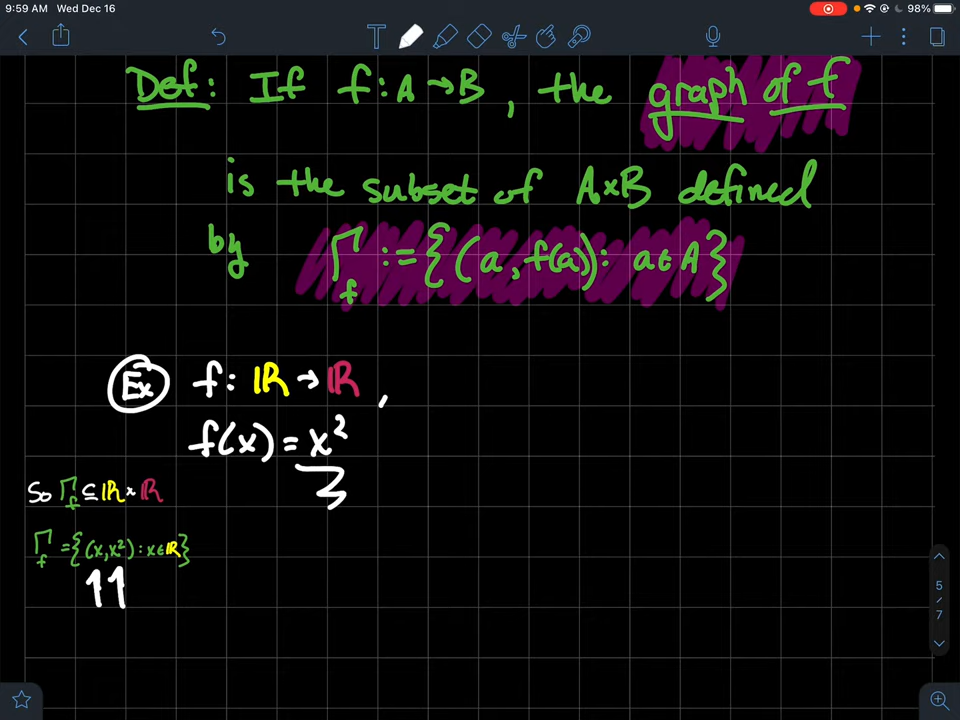 9:59 AM Wed Dec 16
98%
T
Def: If f: A → B, the graph of f
is the subset of A×B defined
by Γ_f := {(a, f(a)): a ∈ A}
Ex f: ℝ → ℝ,
f(x) = x²
So Γ_f ⊆ ℝ × ℝ
Γ_f = {(x, x²): x ∈ ℝ}
5
/
7